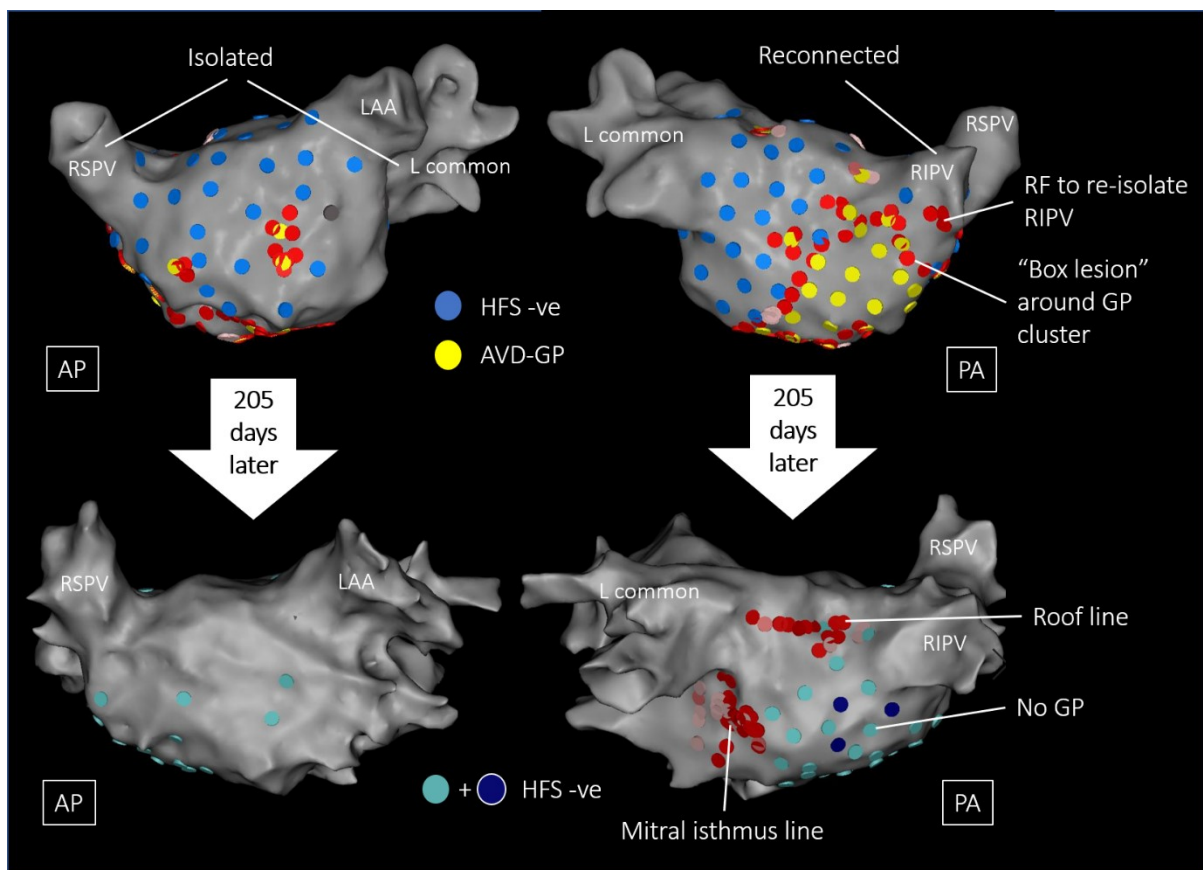 Isolated
Reconnected
LAA
RSPV
L common
L common
RSPV
RIPV
RF to re-isolate
RIPV
“Box lesion”
around GP
cluster
HFS -ve
AVD-GP
AP
PA
205
days
later
205
days
later
RSPV
LAA
L common
RSPV
RIPV
Roof line
No GP
AP
+
HFS -ve
Mitral isthmus line
PA